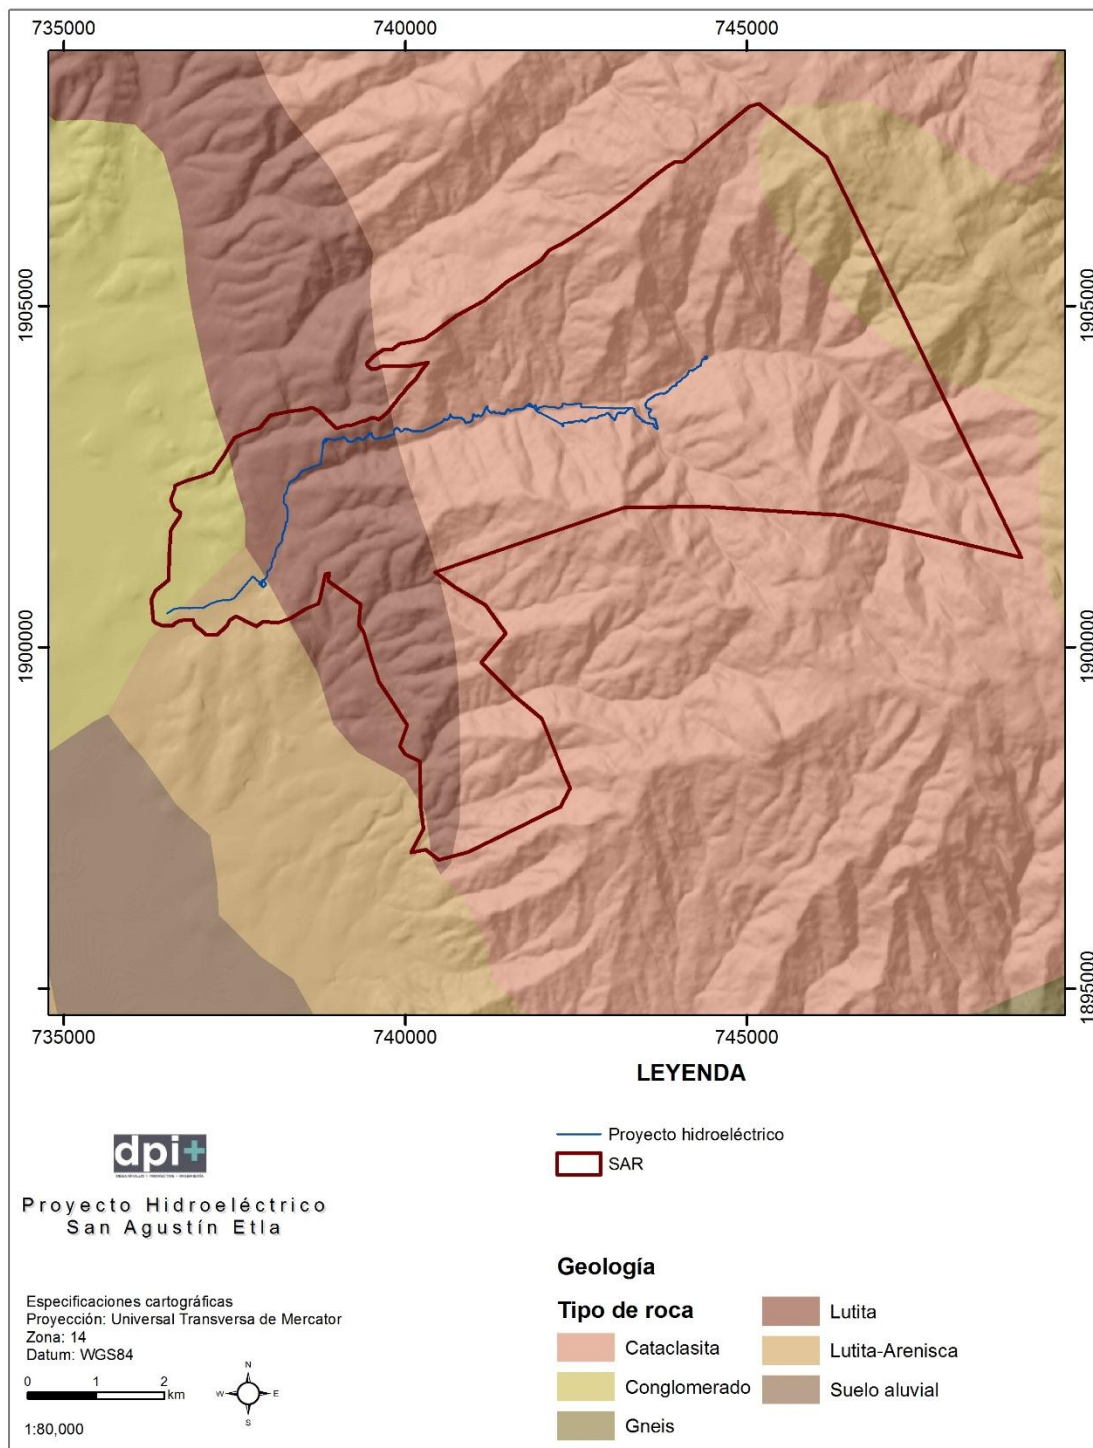 735000 740000 745000
1905000 1905000
1900000 1900000
1895000
735000 740000 745000
LEYENDA
dpi+
Proyecto hidroeléctrico
SAR
Proyecto Hidroeléctrico
San Agustín Etla
Geología
Tipo de roca
Cataclasita
Conglomerado
Gneis
Lutita
Lutita-Arenisca
Suelo aluvial
Especificaciones cartográficas
Proyección: Universal Transversa de Mercator
Zona: 14
Datum: WGS84
0 1 2
km
N
W E
S
1:80,000